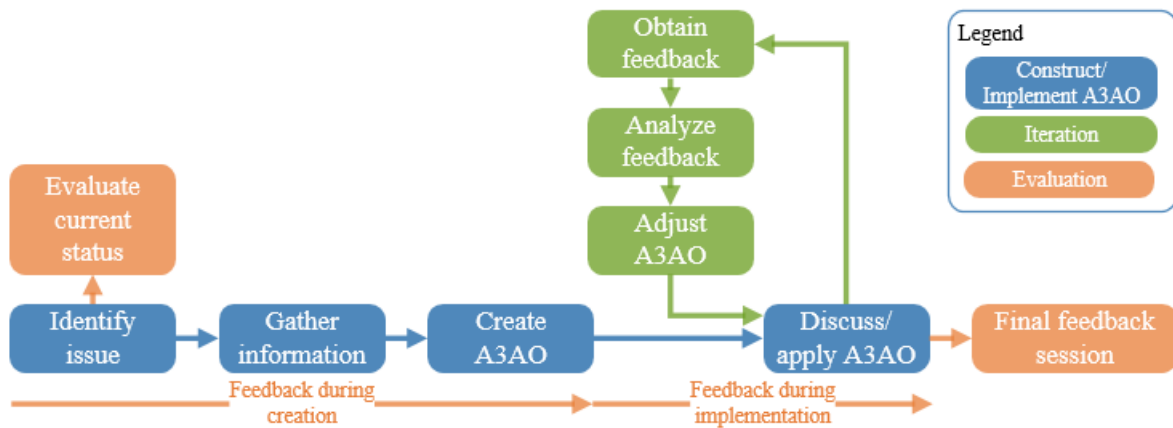 Obtain
feedback
Analyze
feedback
Adjust
A3AO
Legend
Construct/
Implement A3AO
Iteration
Evaluation
Evaluate
current
status
Identify
issue
Gather
information
Create
A3AO
Discuss/
apply A3AO
Final feedback
session
Feedback during
creation
Feedback during
implementation